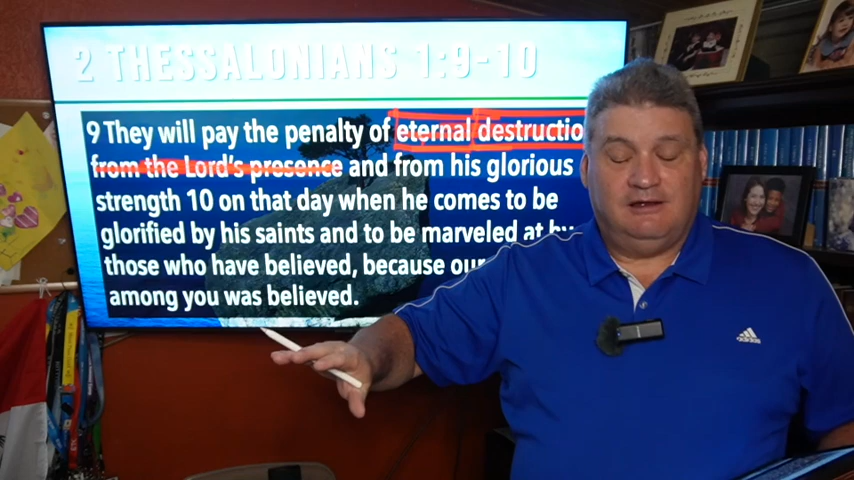 2 THESSALONIANS 1:9-10
9 They will pay the penalty of eternal destructio
from the Lord's presence and from his glorious
strength 10 on that day when he comes to be
glorified by his saints and to be marveled at by
those who have believed, because our
among you was believed.
adidas